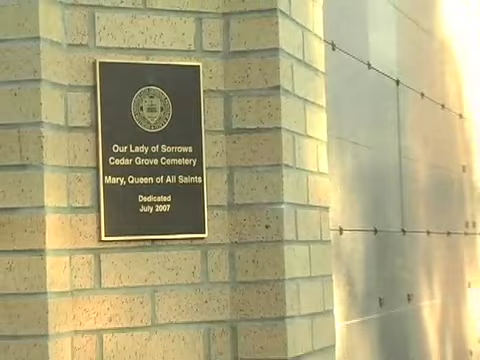 Our Lady of Sorrows
Cedar Grove Cemetery
Mary, Queen of All Saints
Dedicated
July 2007